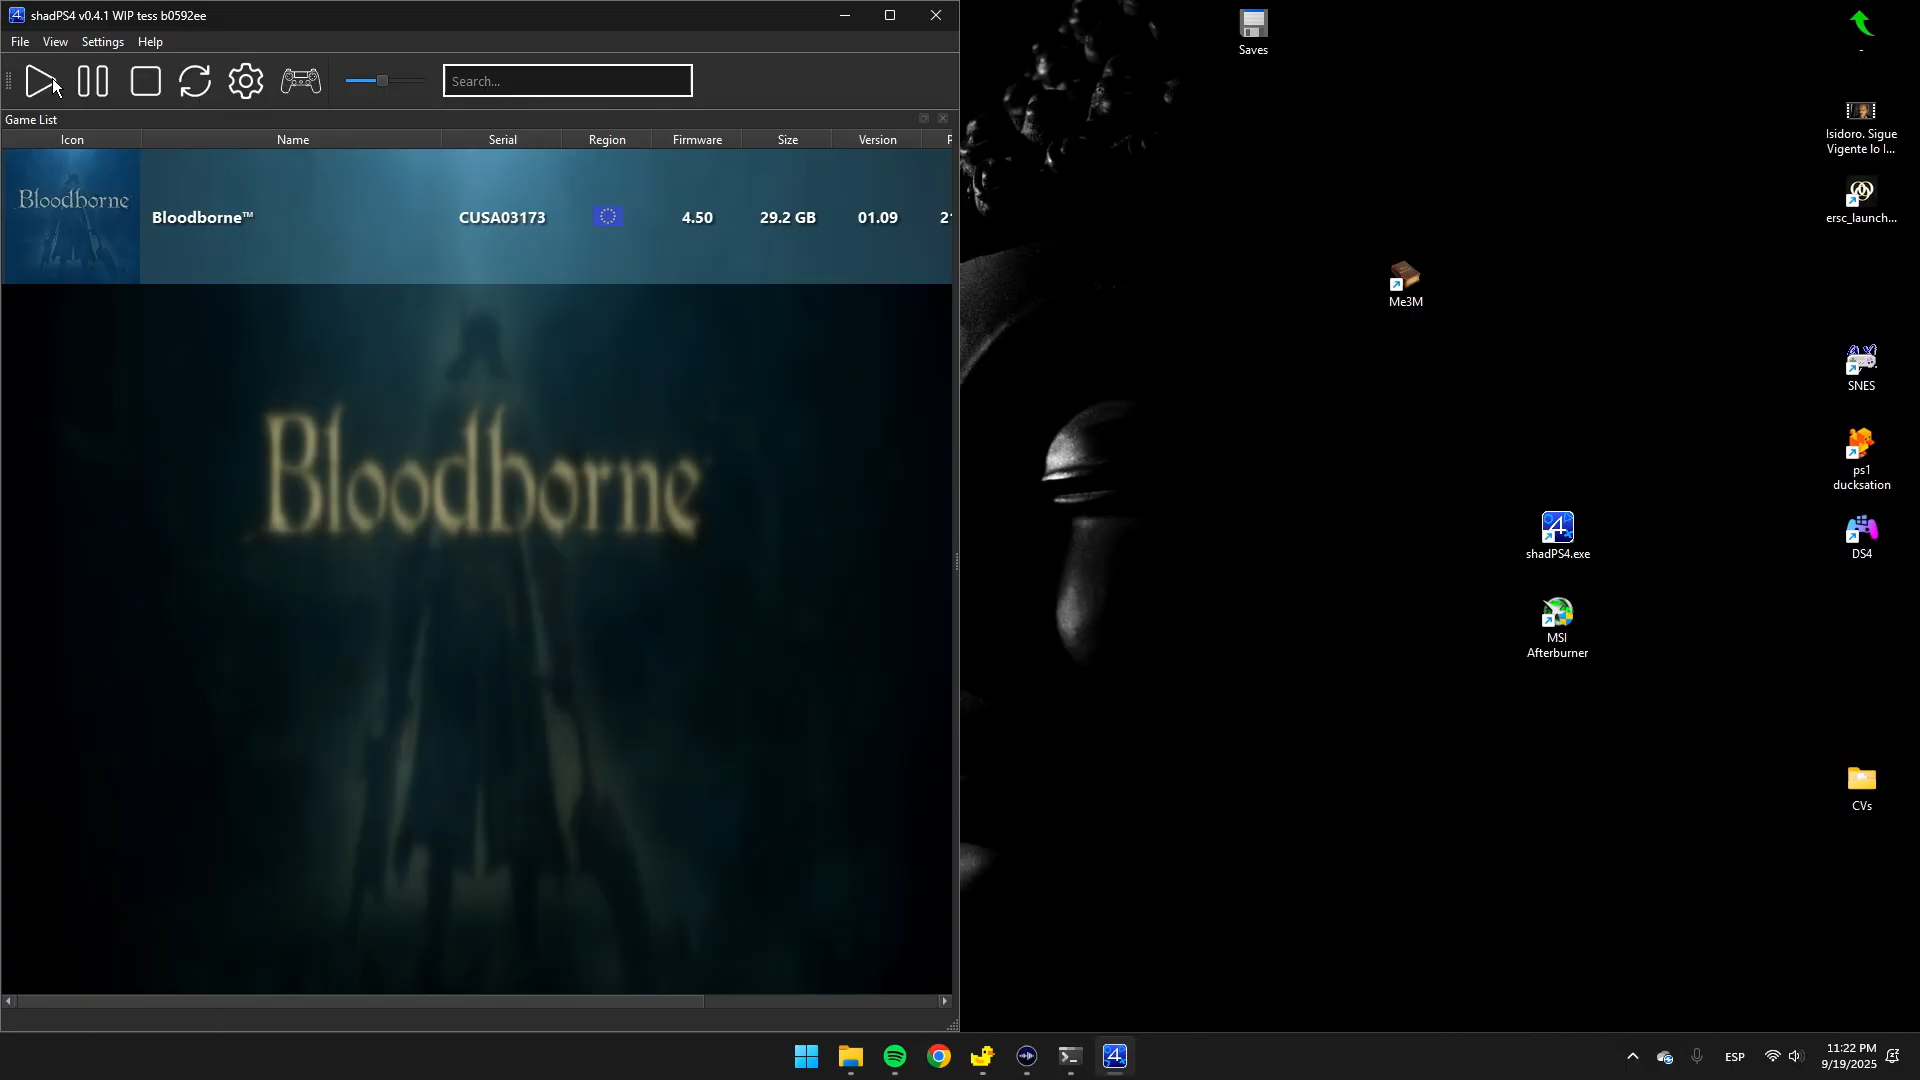 shadPS4 v0.4.1 WIP tess b0592ee
File View Settings Help
Search...
Game List
Icon Name Serial Region Firmware Size Version P
Bloodborne
Bloodborne™ CUSA03173 4.50 29.2 GB 01.09 2
Bloodborne
Saves
-
Isidoro. Sigue
Vigente lo l...
ersc_launch...
Me3M
SNES
ps1
ducksation
shadPS4.exe
DS4
MSI
Afterburner
CVs
ESP
11:22 PM
9/19/2025